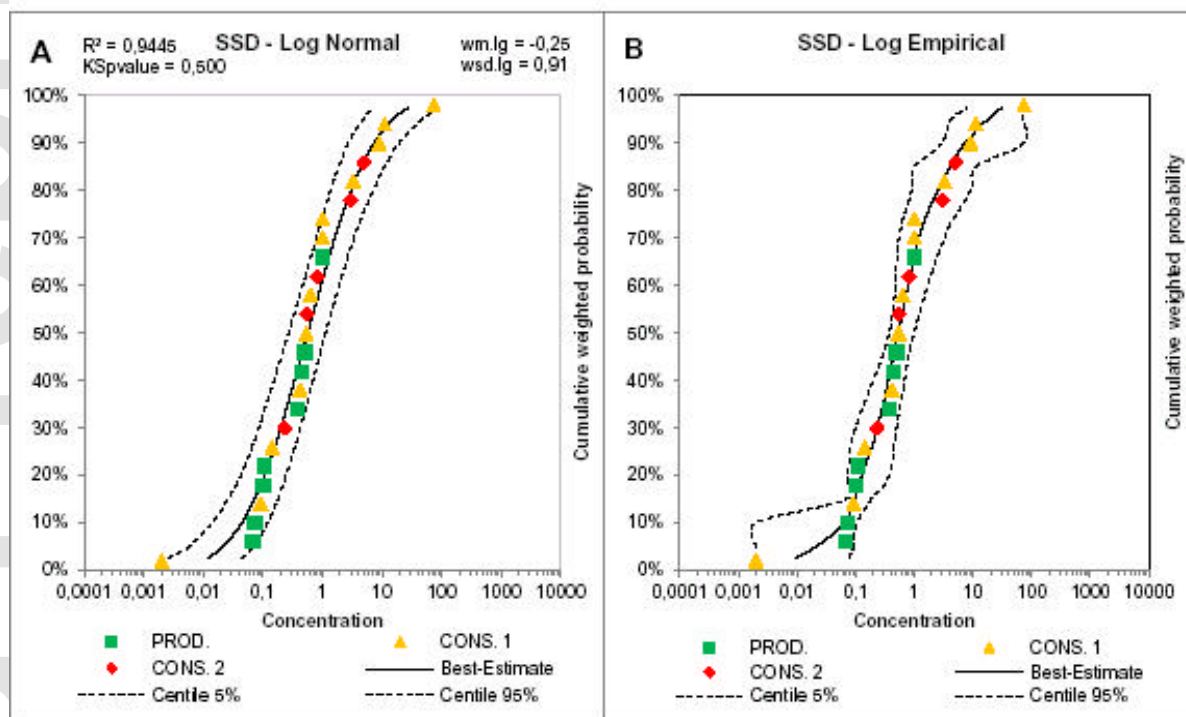 A
R² = 0,9445
KSpvalue = 0,500
SSD - Log Normal
wm.lg = -0,25
wsd.lg = 0,91
100%
90%
80%
70%
60%
50%
40%
30%
20%
10%
0%
0,0001 0,001 0,01 0,1 1 10 100 1000 10000
Concentration
Cumulative weighted probability
PROD. CONS. 1
CONS. 2 Best-Estimate
Centile 5% Centile 95%
B
SSD - Log Empirical
100%
90%
80%
70%
60%
50%
40%
30%
20%
10%
0%
0,0001 0,001 0,01 0,1 1 10 100 1000 10000
Concentration
Cumulative weighted probability
PROD. CONS. 1
CONS. 2 Best-Estimate
Centile 5% Centile 95%